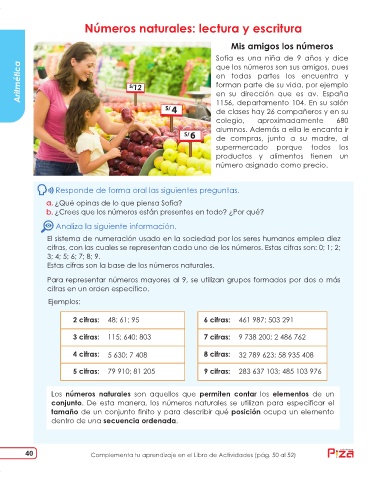 Números naturales: lectura y escritura
Aritmética
S/12
S/4
S/6
Mis amigos los números
Sofía es una niña de 9 años y dice
que los números son sus amigos, pues
en todas partes los encuentra y
forman parte de su vida, por ejemplo
en su dirección que es av. España
1156, departamento 104. En su salón
de clases hay 26 compañeros y en su
colegio, aproximadamente 680
alumnos. Además a ella le encanta ir
de compras, junto a su madre, al
supermercado porque todos los
productos y alimentos tienen un
número asignado como precio.
Responde de forma oral las siguientes preguntas.
a. ¿Qué opinas de lo que piensa Sofía?
b. ¿Crees que los números están presentes en todo? ¿Por qué?
Analiza la siguiente información.
El sistema de numeración usado en la sociedad por los seres humanos emplea diez
cifras, con las cuales se representan cada uno de los números. Estas cifras son: 0; 1; 2;
3; 4; 5; 6; 7; 8; 9.
Estas cifras son la base de los números naturales.
Para representar números mayores al 9, se utilizan grupos formados por dos o más
cifras en un orden específico.
Ejemplos:
2 cifras: 48; 61; 95
3 cifras: 115; 640; 803
4 cifras: 5 630; 7 408
5 cifras: 79 910; 81 205
6 cifras: 461 987; 503 291
7 cifras: 9 738 200; 2 486 762
8 cifras: 32 789 623; 58 935 408
9 cifras: 283 637 103; 485 103 976
Los números naturales son aquellos que permiten contar los elementos de un
conjunto. De esta manera, los números naturales se utilizan para especificar el
tamaño de un conjunto finito y para describir qué posición ocupa un elemento
dentro de una secuencia ordenada.
40
Complementa tu aprendizaje en el Libro de Actividades (pág. 50 al 52)